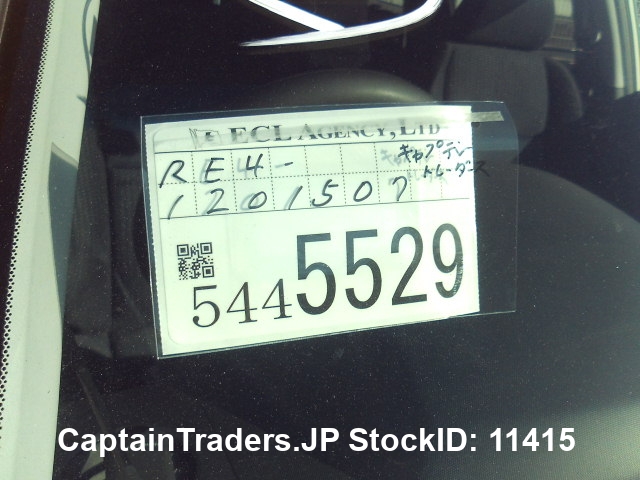 ECL AGENCY, LTD
RE4-
1201507
キャプテン
トレーダース
5445529
CaptainTraders.JP StockID: 11415